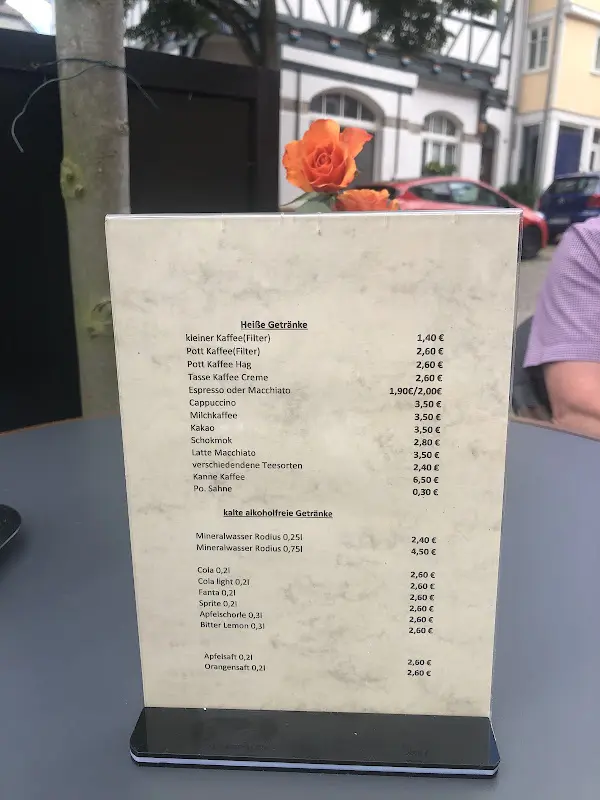 Heiße Getränke
kleiner Kaffee(Filter) 1,40 €
Pott Kaffee(Filter) 2,60 €
Pott Kaffee Hag 2,60 €
Tasse Kaffee Creme 2,60 €
Espresso oder Macchiato 1,90€/2,00€
Cappuccino 3,50 €
Milchkaffee 3,50 €
Kakao 3,50 €
Schokmok 2,80 €
Latte Macchiato 3,50 €
verschiedendene Teesorten 2,40 €
Kanne Kaffee 6,50 €
Po. Sahne 0,30 €
kalte alkoholfreie Getränke
Mineralwasser Rodius 0,25l 2,40 €
Mineralwasser Rodius 0,75l 4,50 €
Cola 0,2l 2,60 €
Cola light 0,2l 2,60 €
Fanta 0,2l 2,60 €
Sprite 0,2l 2,60 €
Apfelschorle 0,3l 2,60 €
Bitter Lemon 0,3l 2,60 €
Apfelsaft 0,2l 2,60 €
Orangensaft 0,2l 2,60 €